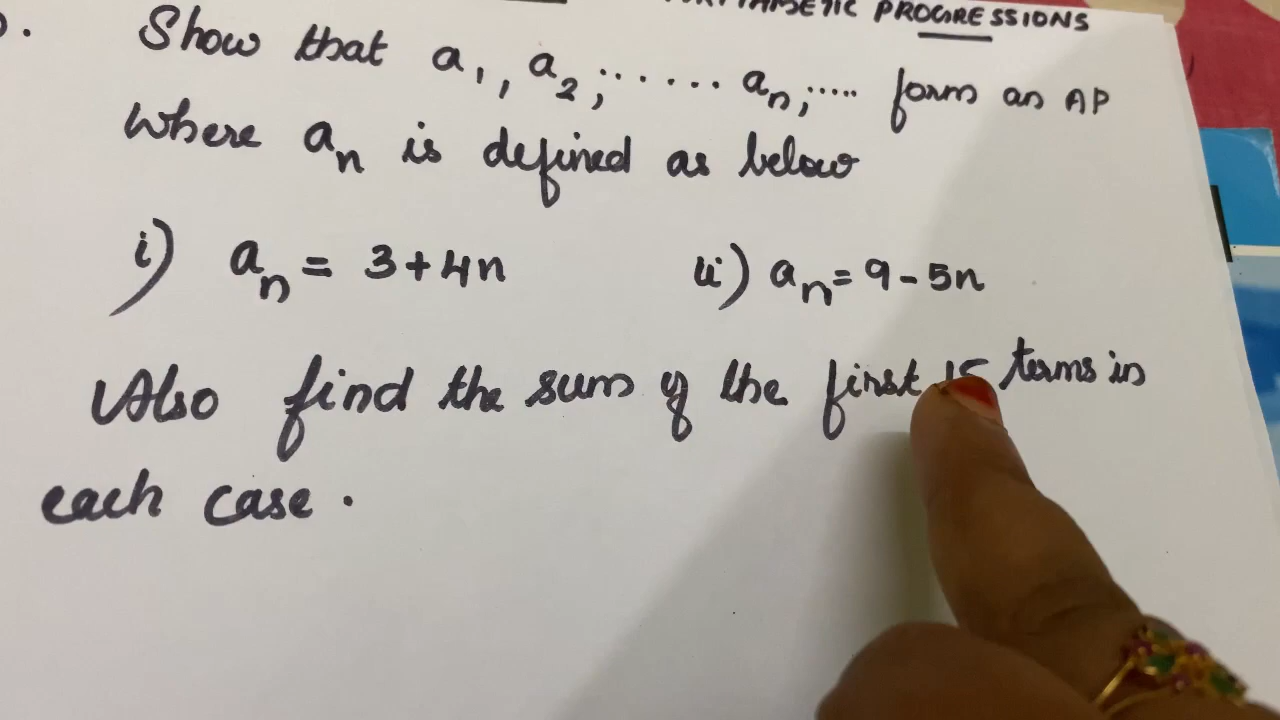 PROGRESSIONS
Show that a₁, a₂, ...... aₙ, ..... form an AP
Where aₙ is defined as below
i) aₙ = 3+4n ii) aₙ = 9-5n
Also find the sum of the first 15 terms in
each case.